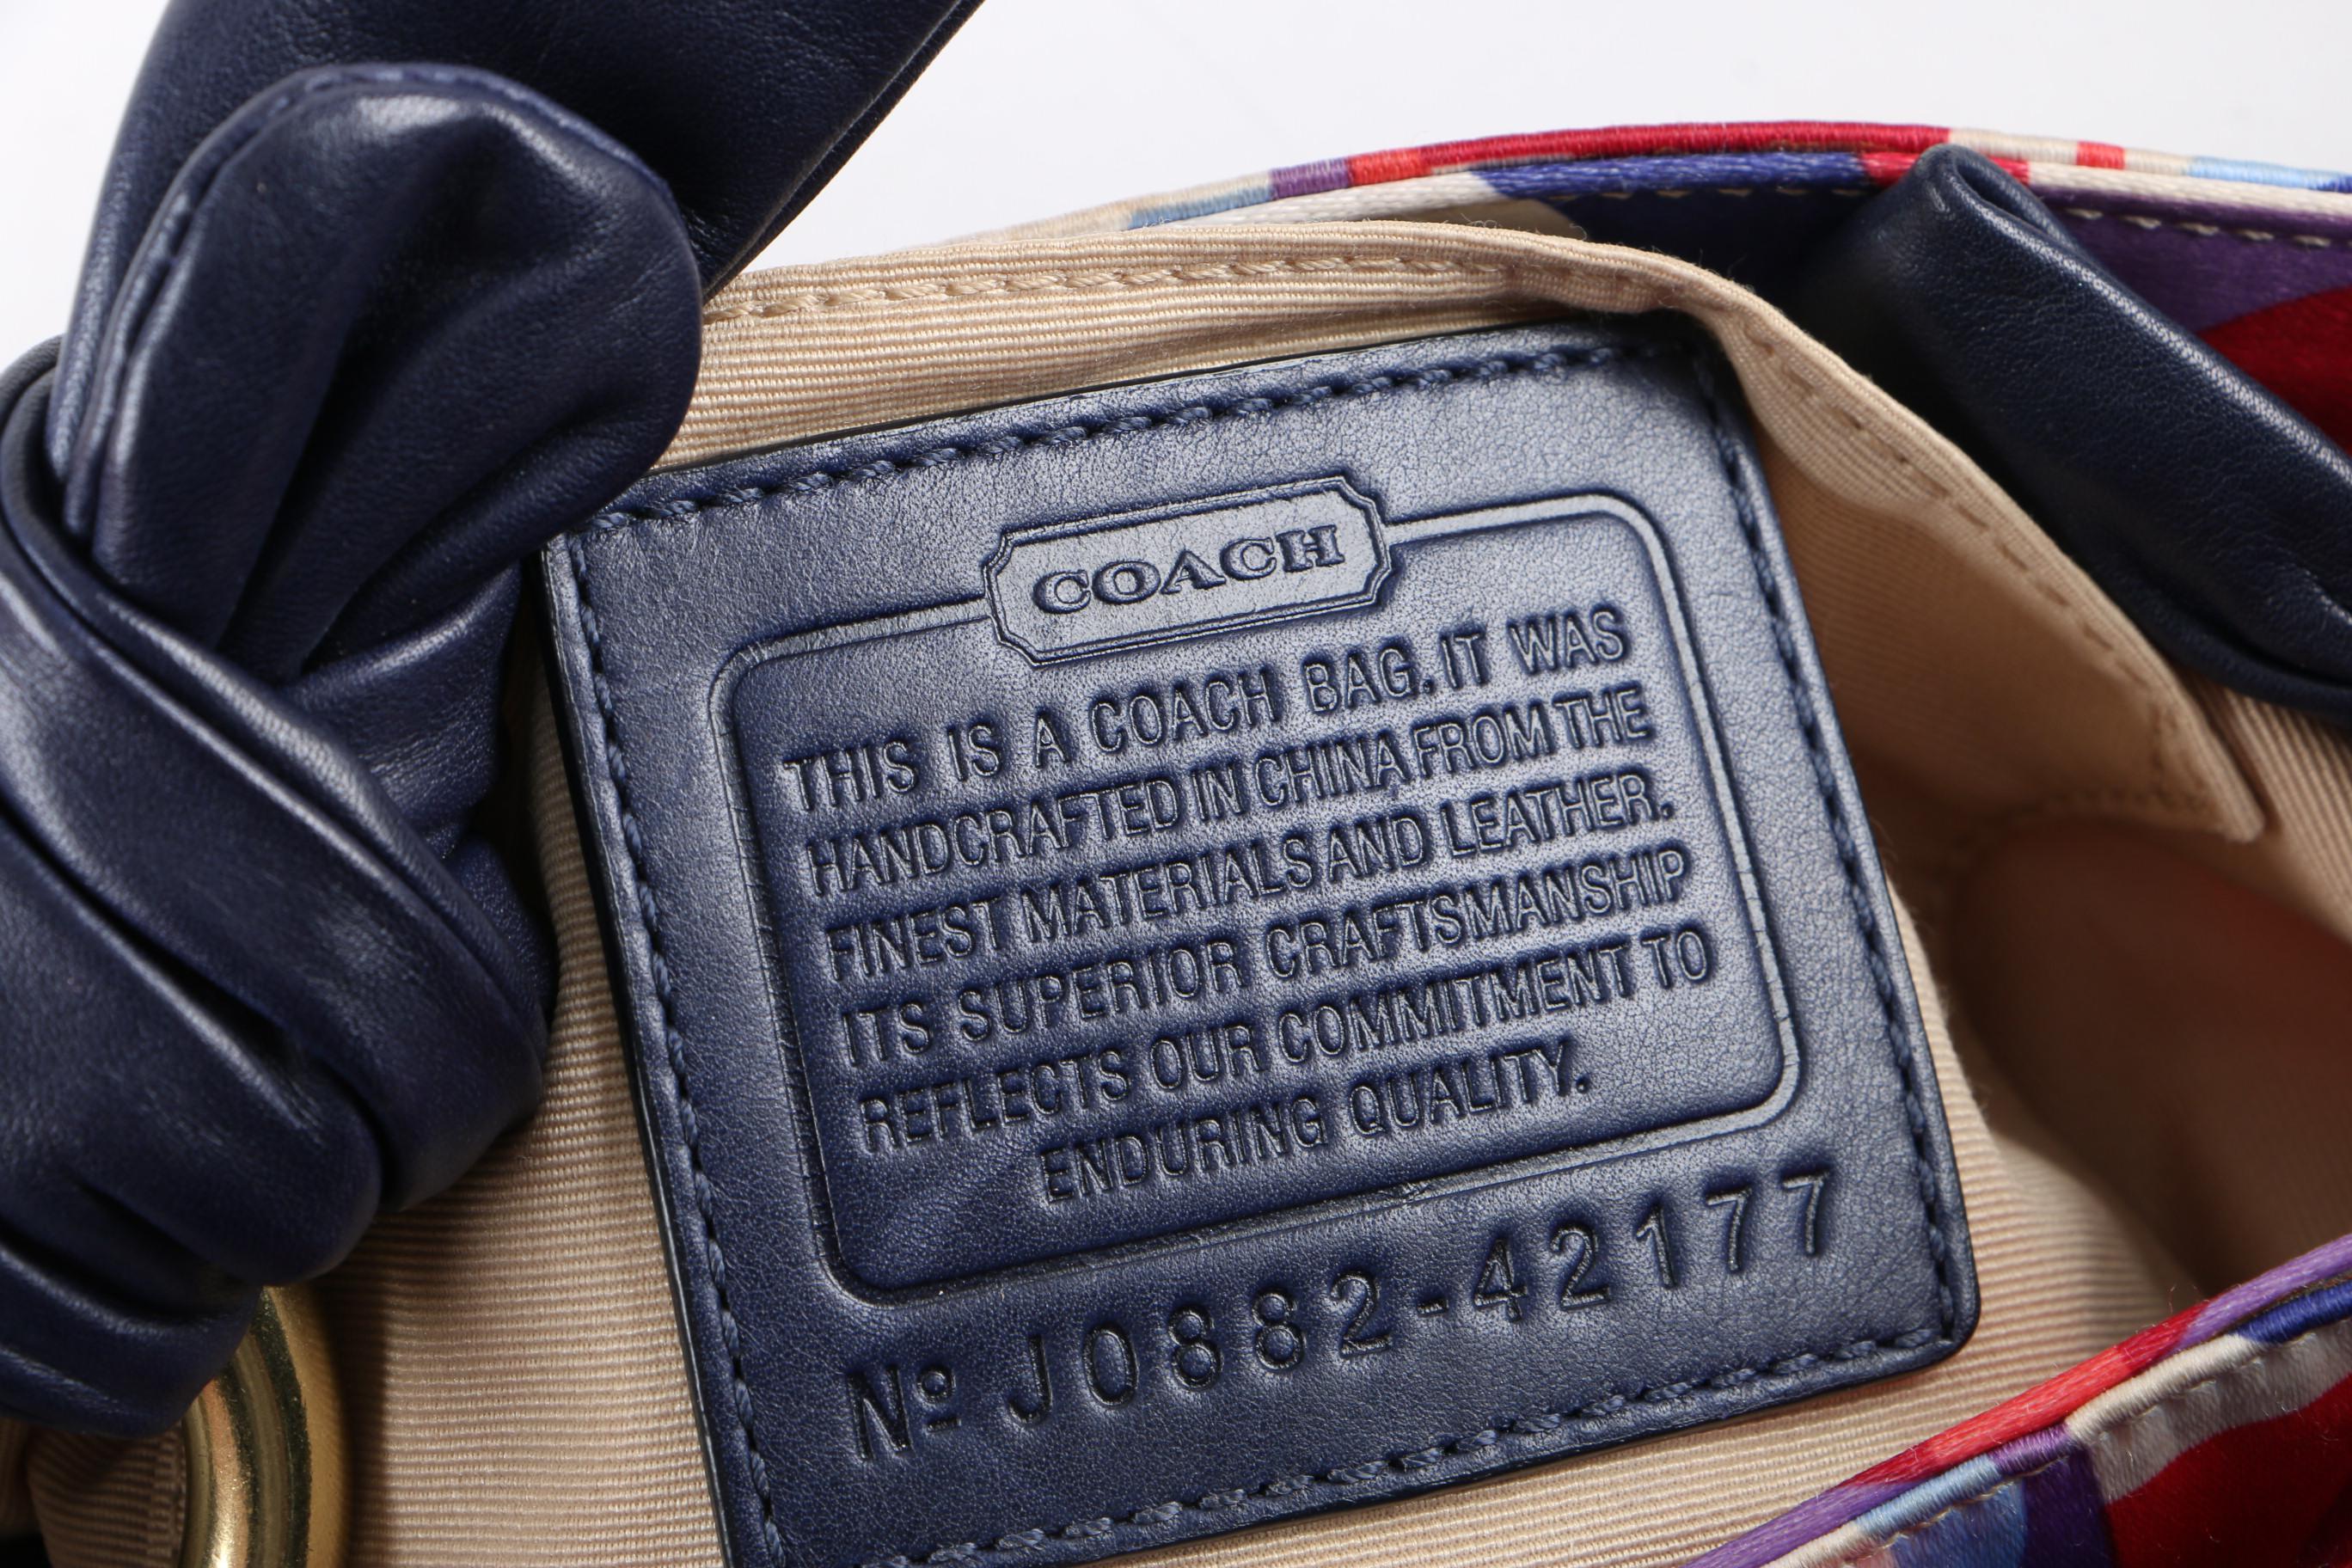 COACH
THIS IS A COACH BAG. IT WAS
HANDCRAFTED IN CHINA FROM THE
FINEST MATERIALS AND LEATHER.
ITS SUPERIOR CRAFTSMANSHIP
REFLECTS OUR COMMITMENT TO
ENDURING QUALITY.
Nº J0882-42177